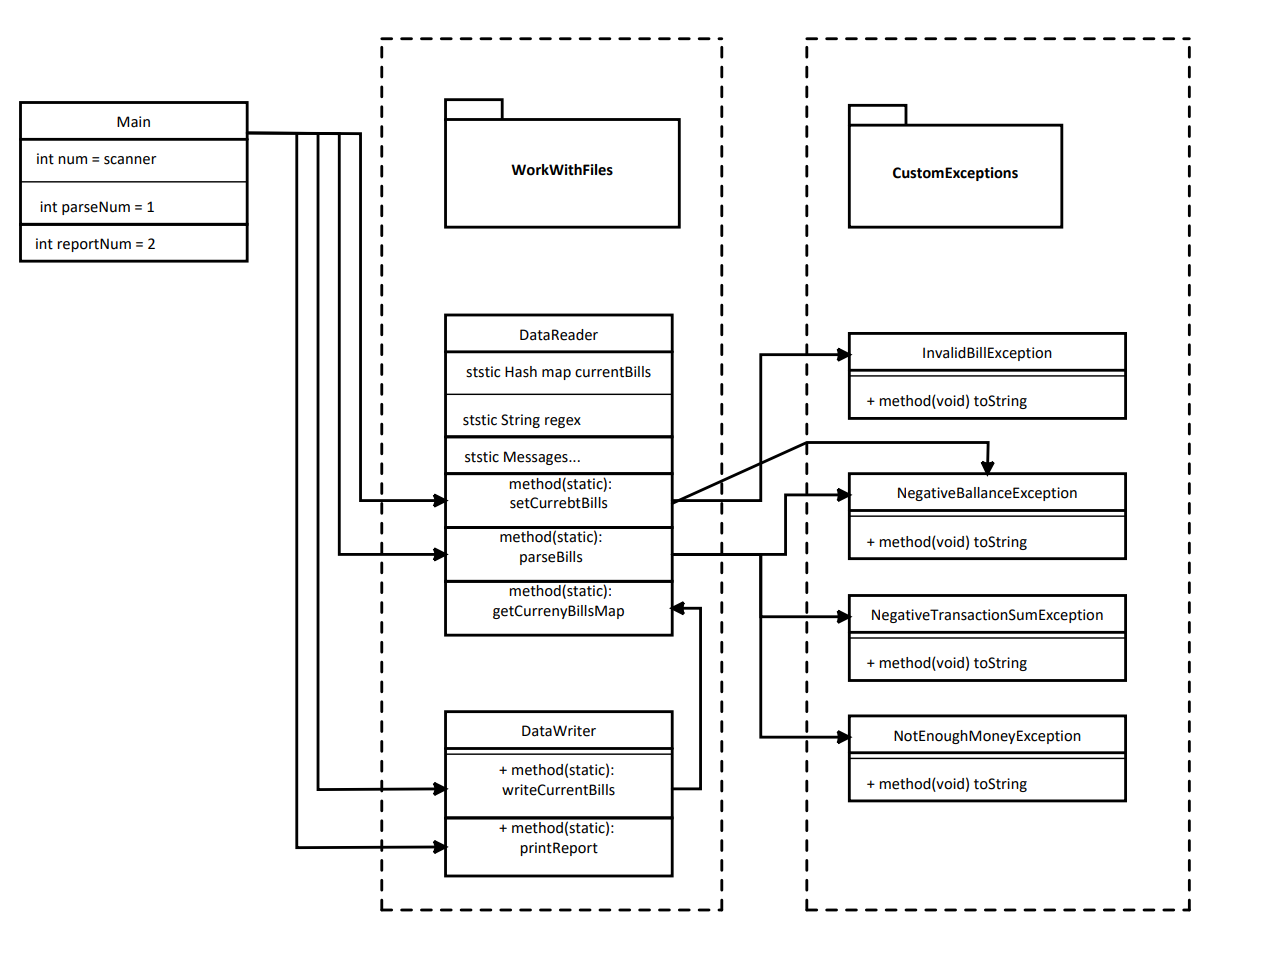 Main
int num = scanner
int parseNum = 1
int reportNum = 2
WorkWithFiles
DataReader
ststic Hash map currentBills
ststic String regex
ststic Messages...
method(static):
setCurrebtBills
method(static):
parseBills
method(static):
getCurrenyBillsMap
DataWriter
+ method(static):
writeCurrentBills
+ method(static):
printReport
CustomExceptions
InvalidBillException
+ method(void) toString
NegativeBallanceException
+ method(void) toString
NegativeTransactionSumException
+ method(void) toString
NotEnoughMoneyException
+ method(void) toString